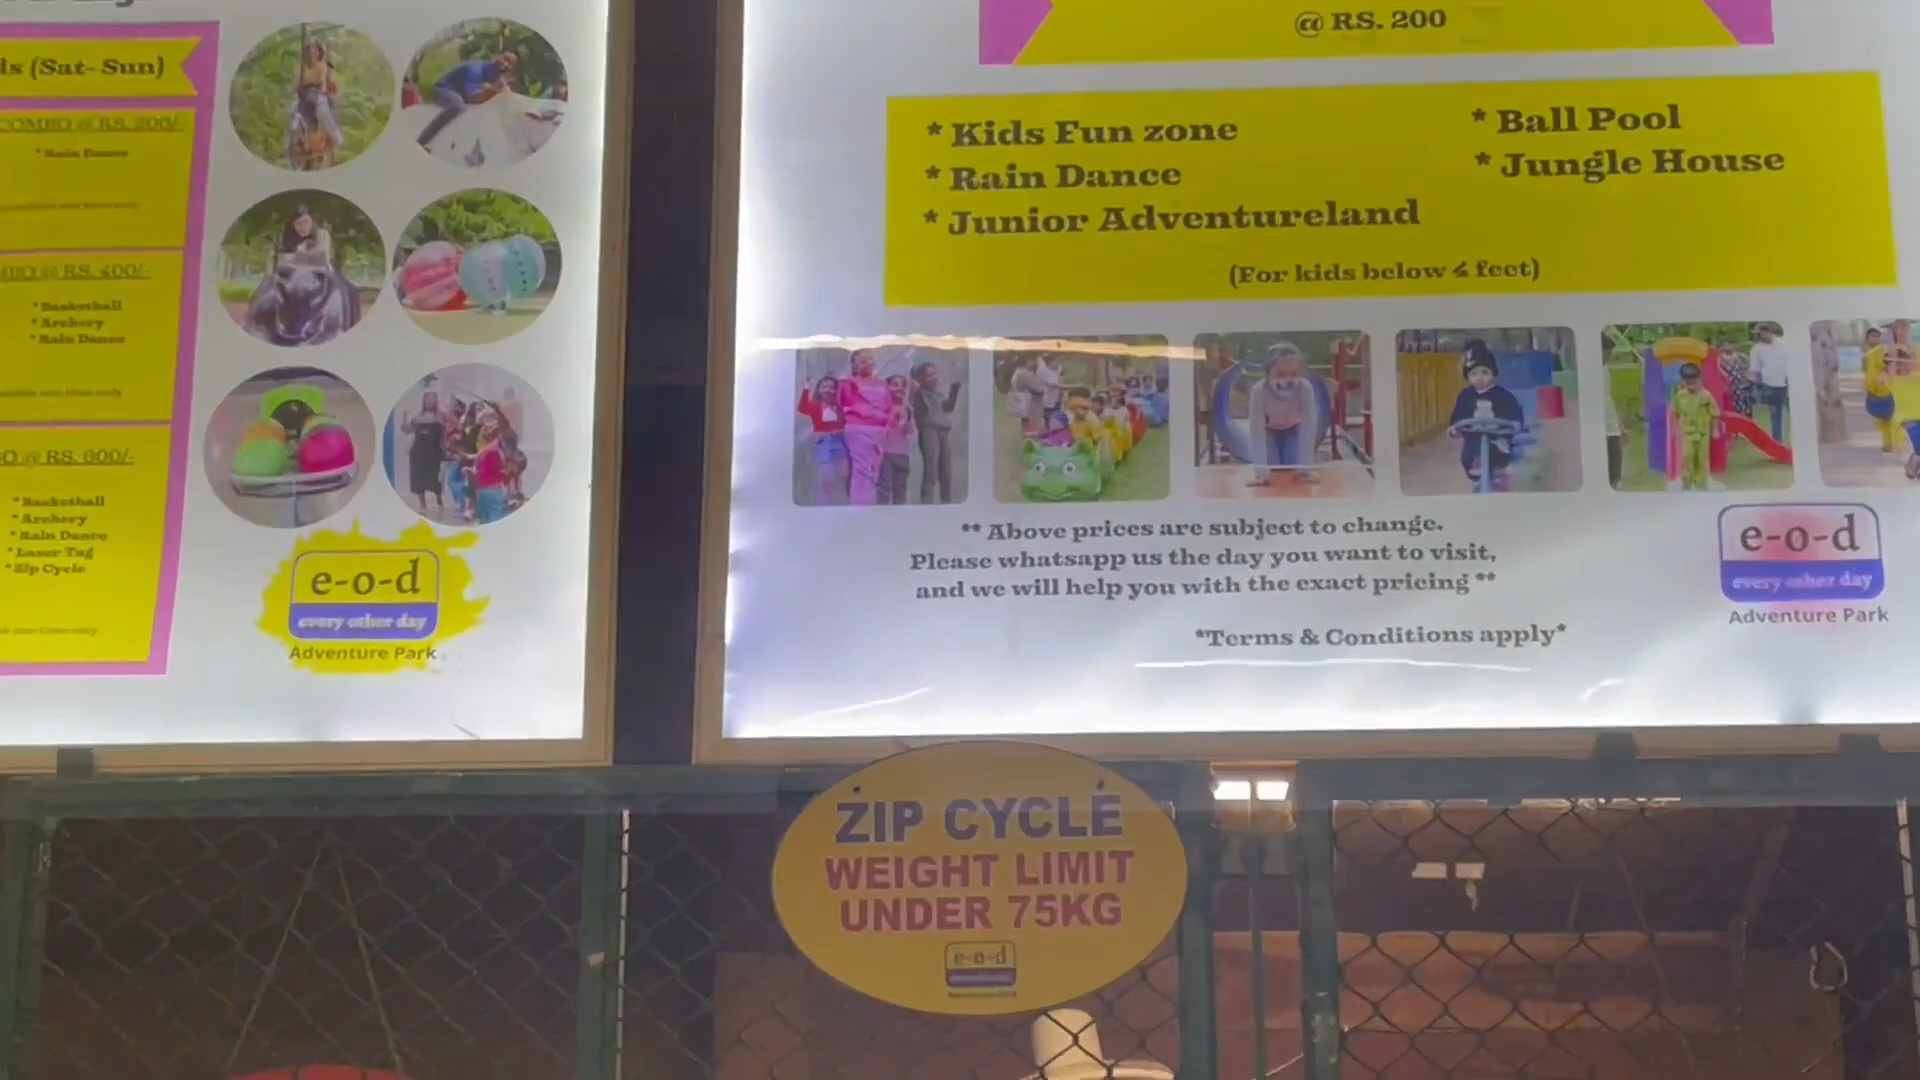 (Sat- Sun)
COMBO @ RS. 200/-
* Rain Dance
@ RS. 400/-
* Basketball
* Archery
* Rain Dance
@ RS. 600/-
* Basketball
* Archery
* Rain Dance
* Laser Tag
* Zip Cycle
e-o-d
every other day
Adventure Park
@ RS. 200
* Kids Fun zone
* Rain Dance
* Junior Adventureland
* Ball Pool
* Jungle House
(For kids below 4 feet)
** Above prices are subject to change.
Please whatsapp us the day you want to visit,
and we will help you with the exact pricing **
*Terms & Conditions apply*
e-o-d
every other day
Adventure Park
ZIP CYCLE
WEIGHT LIMIT
UNDER 75KG
e-o-d